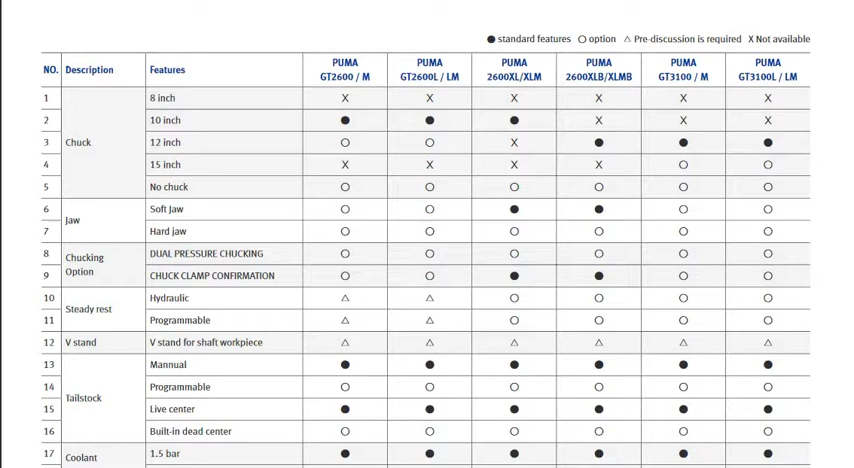 ● standard features ○ option △ Pre-discussion is required X Not available
NO. Description Features PUMA GT2600 / M PUMA GT2600L / LM PUMA 2600XL/XLM PUMA 2600XLB/XLMB PUMA GT3100 / M PUMA GT3100L / LM
1 Chuck 8 inch X X X X X X
2 10 inch ● ● ● X X X
3 12 inch ○ ○ X ● ● ●
4 15 inch X X X X ○ ○
5 No chuck ○ ○ ○ ○ ○ ○
6 Jaw Soft Jaw ○ ○ ● ● ○ ○
7 Hard jaw ○ ○ ○ ○ ○ ○
8 Chucking Option DUAL PRESSURE CHUCKING ○ ○ ○ ○ ○ ○
9 CHUCK CLAMP CONFIRMATION ○ ○ ● ● ○ ○
10 Steady rest Hydraulic △ △ ○ ○ ○ ○
11 Programmable △ △ ○ ○ ○ ○
12 V stand V stand for shaft workpiece △ △ △ △ △ △
13 Tailstock Mannual ● ● ● ● ● ●
14 Programmable ○ ○ ○ ○ ○ ○
15 Live center ● ● ● ● ● ●
16 Built-in dead center ○ ○ ○ ○ ○ ○
17 Coolant 1.5 bar ● ● ● ● ● ●